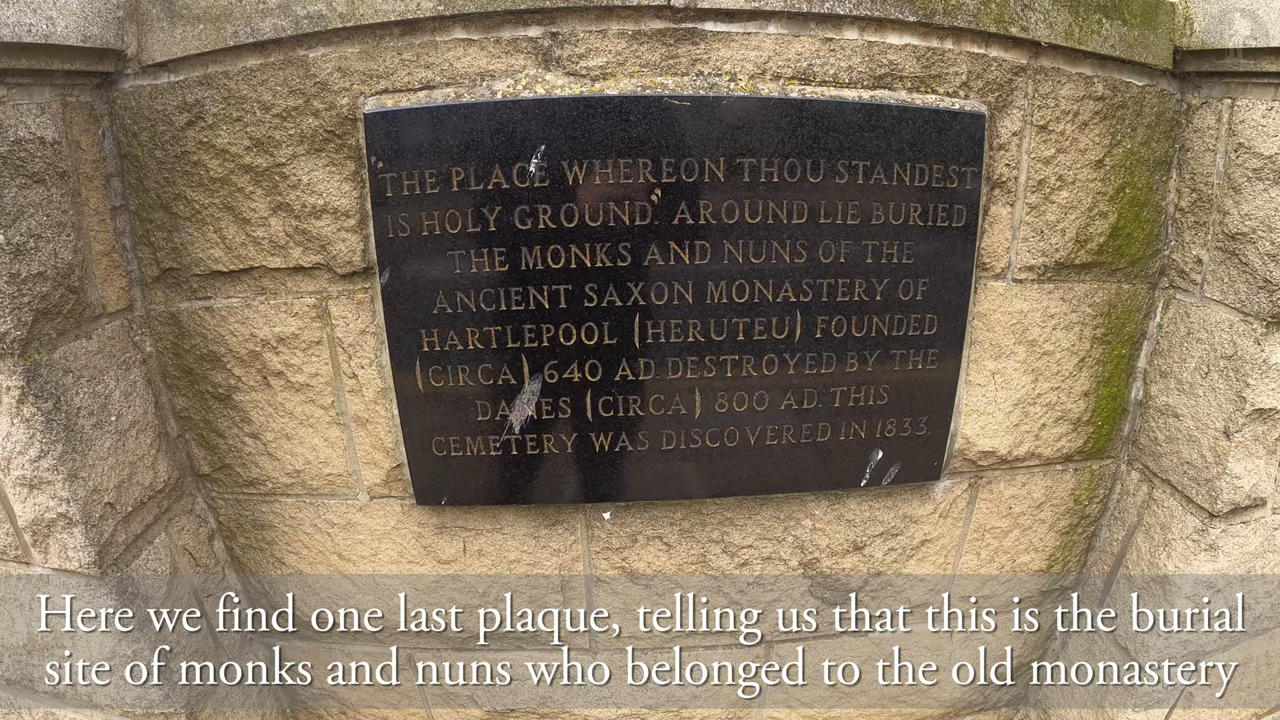 "THE PLACE WHEREON THOU STANDEST
IS HOLY GROUND". AROUND LIE BURIED
THE MONKS AND NUNS OF THE
ANCIENT SAXON MONASTERY OF
HARTLEPOOL (HERUTEU) FOUNDED
(CIRCA) 640 AD. DESTROYED BY THE
DANES (CIRCA) 800 AD. THIS
CEMETERY WAS DISCOVERED IN 1833
Here we find one last plaque, telling us that this is the burial
site of monks and nuns who belonged to the old monastery